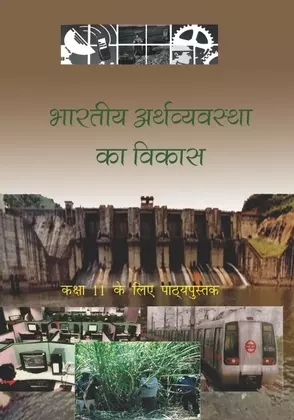 भारतीय अर्थव्यवस्था
का विकास
कक्षा 11 के लिए पाठ्यपुस्तक